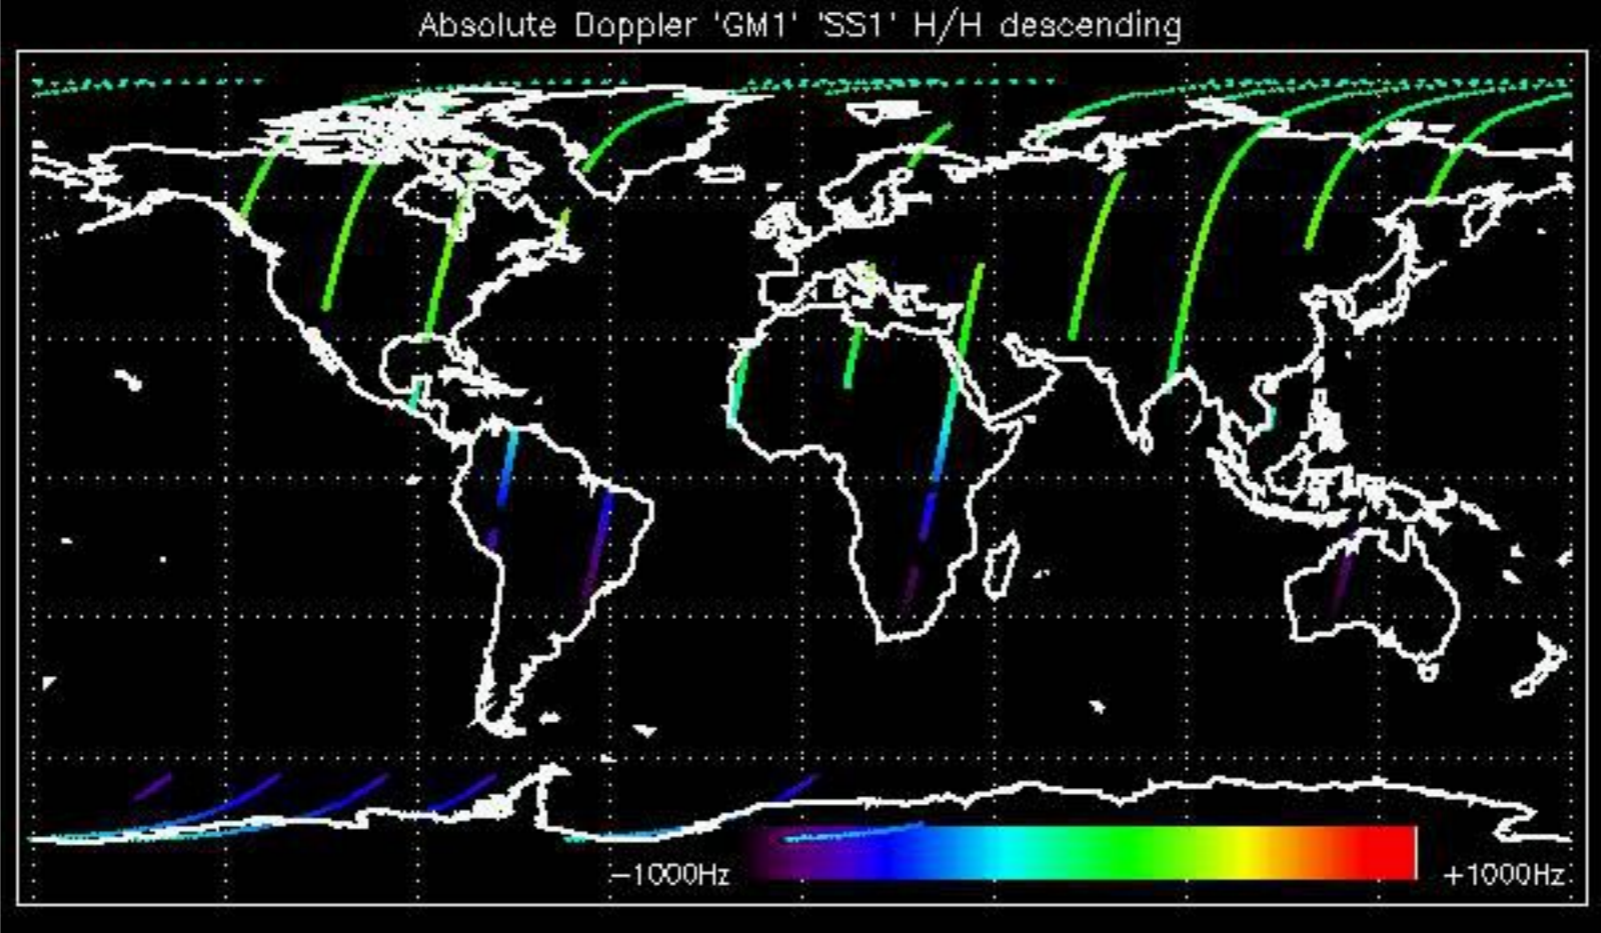 Absolute Doppler 'GM1' 'SS1' H/H descending
-1000Hz +1000Hz